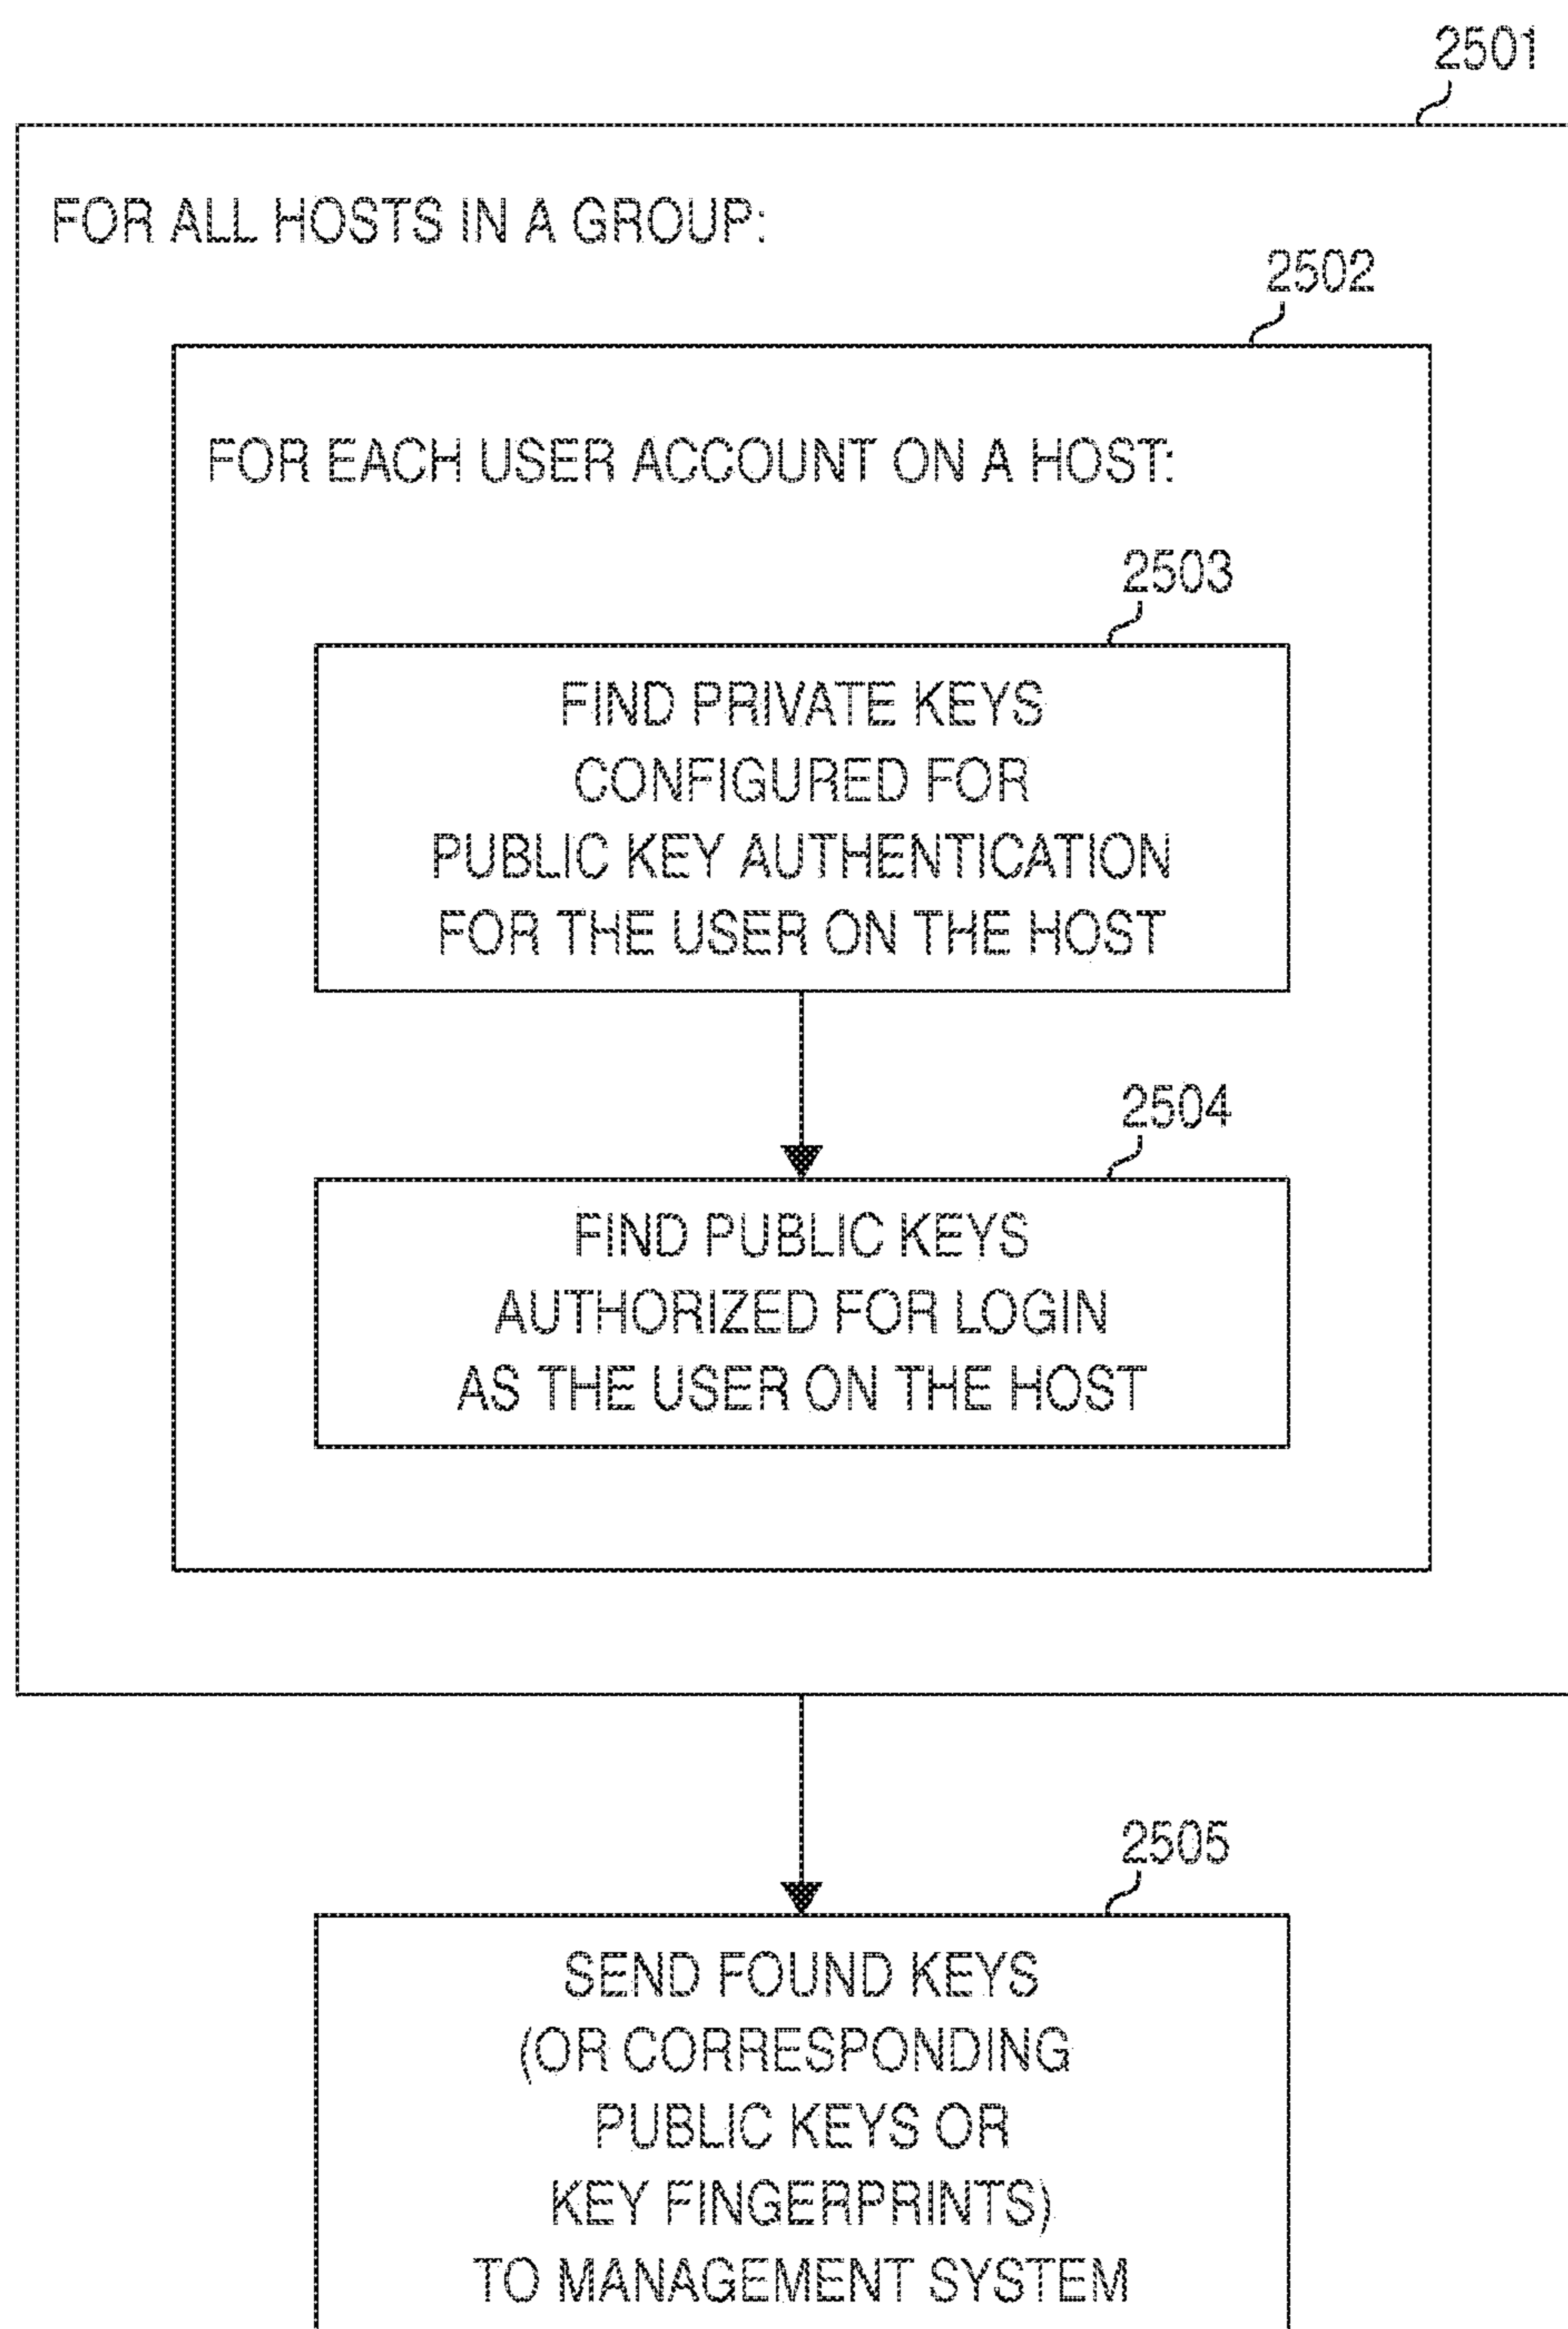 2501
FOR ALL HOSTS IN A GROUP:
2502
FOR EACH USER ACCOUNT ON A HOST:
2503
FIND PRIVATE KEYS
CONFIGURED FOR
PUBLIC KEY AUTHENTICATION
FOR THE USER ON THE HOST
2504
FIND PUBLIC KEYS
AUTHORIZED FOR LOGIN
AS THE USER ON THE HOST
2505
SEND FOUND KEYS
(OR CORRESPONDING
PUBLIC KEYS OR
KEY FINGERPRINTS)
TO MANAGEMENT SYSTEM